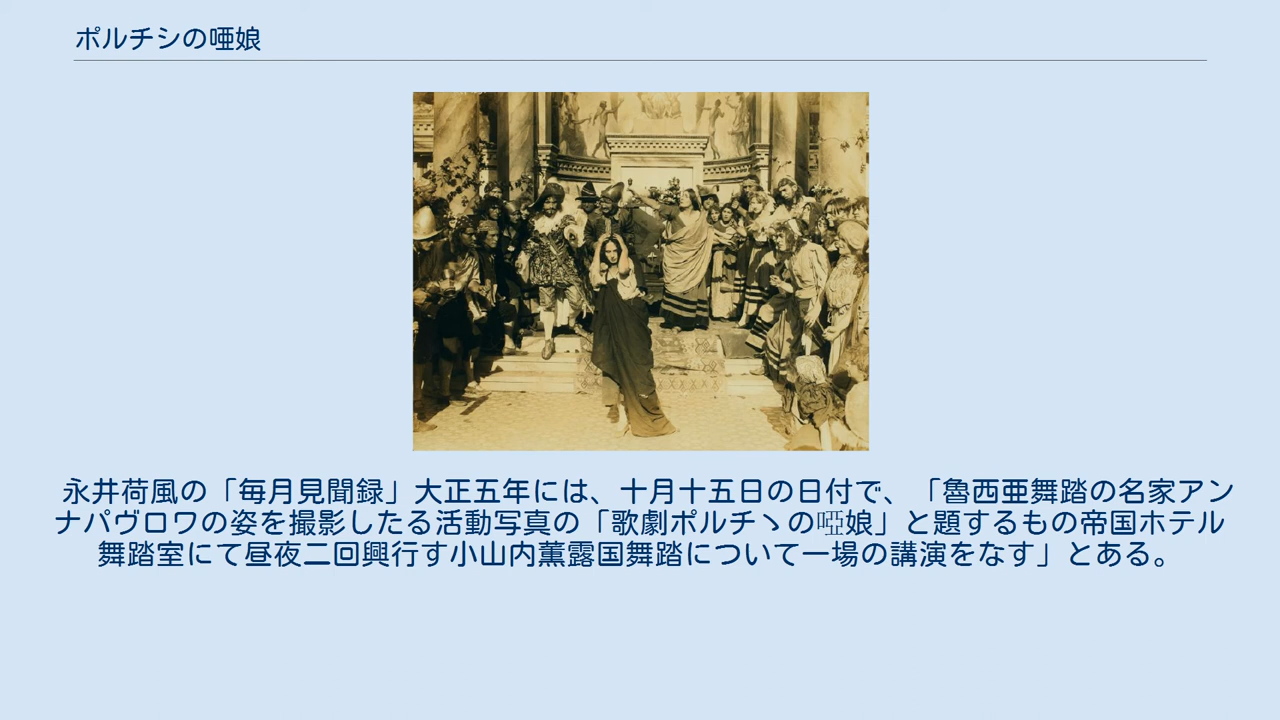 ポルチシの唖娘
永井荷風の「毎月見聞録」大正五年には、十月十五日の日付で、「魯西亜舞踏の名家アン
ナパヴロワの姿を撮影したる活動写真の「歌劇ポルチヽの啞娘」と題するもの帝国ホテル
舞踏室にて昼夜二回興行す小山内薫露国舞踏について一場の講演をなす」とある。